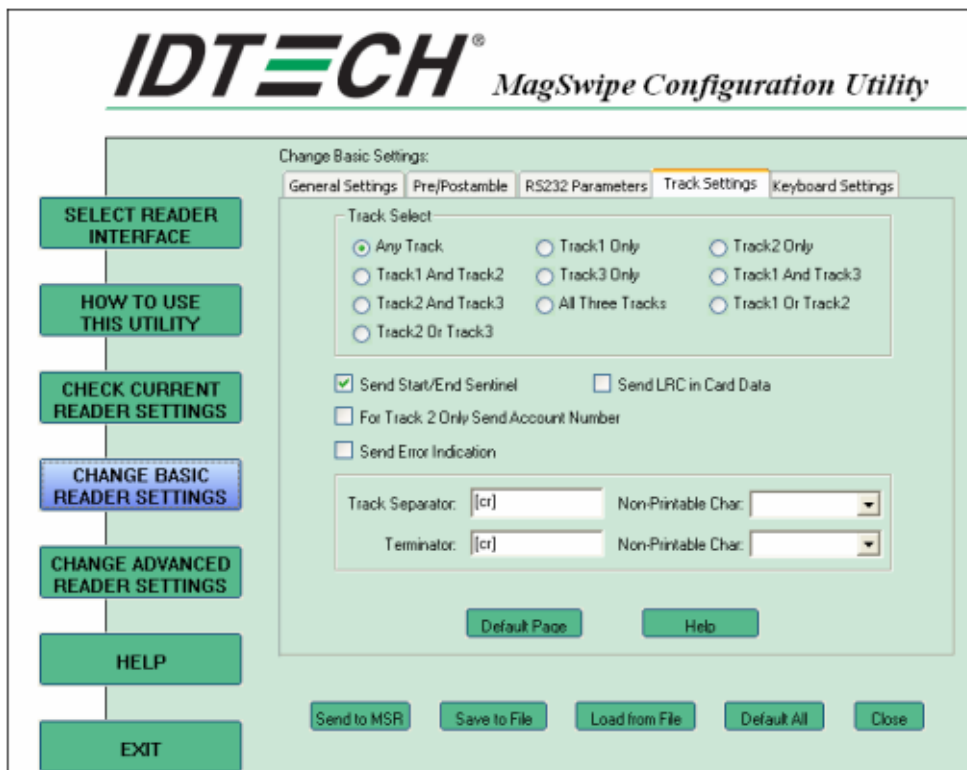 IDTECH®
MagSwipe Configuration Utility
Change Basic Settings:
General Settings Pre/Postamble RS232 Parameters Track Settings Keyboard Settings
SELECT READER
INTERFACE
HOW TO USE
THIS UTILITY
CHECK CURRENT
READER SETTINGS
CHANGE BASIC
READER SETTINGS
CHANGE ADVANCED
READER SETTINGS
HELP
EXIT
Track Select
Any Track Track1 Only Track2 Only
Track1 And Track2 Track3 Only Track1 And Track3
Track2 And Track3 All Three Tracks Track1 Or Track2
Track2 Or Track3
Send Start/End Sentinel Send LRC in Card Data
For Track 2 Only Send Account Number
Send Error Indication
Track Separator: [cr] Non-Printable Char:
Terminator: [cr] Non-Printable Char:
Default Page Help
Send to MSR Save to File Load from File Default All Close